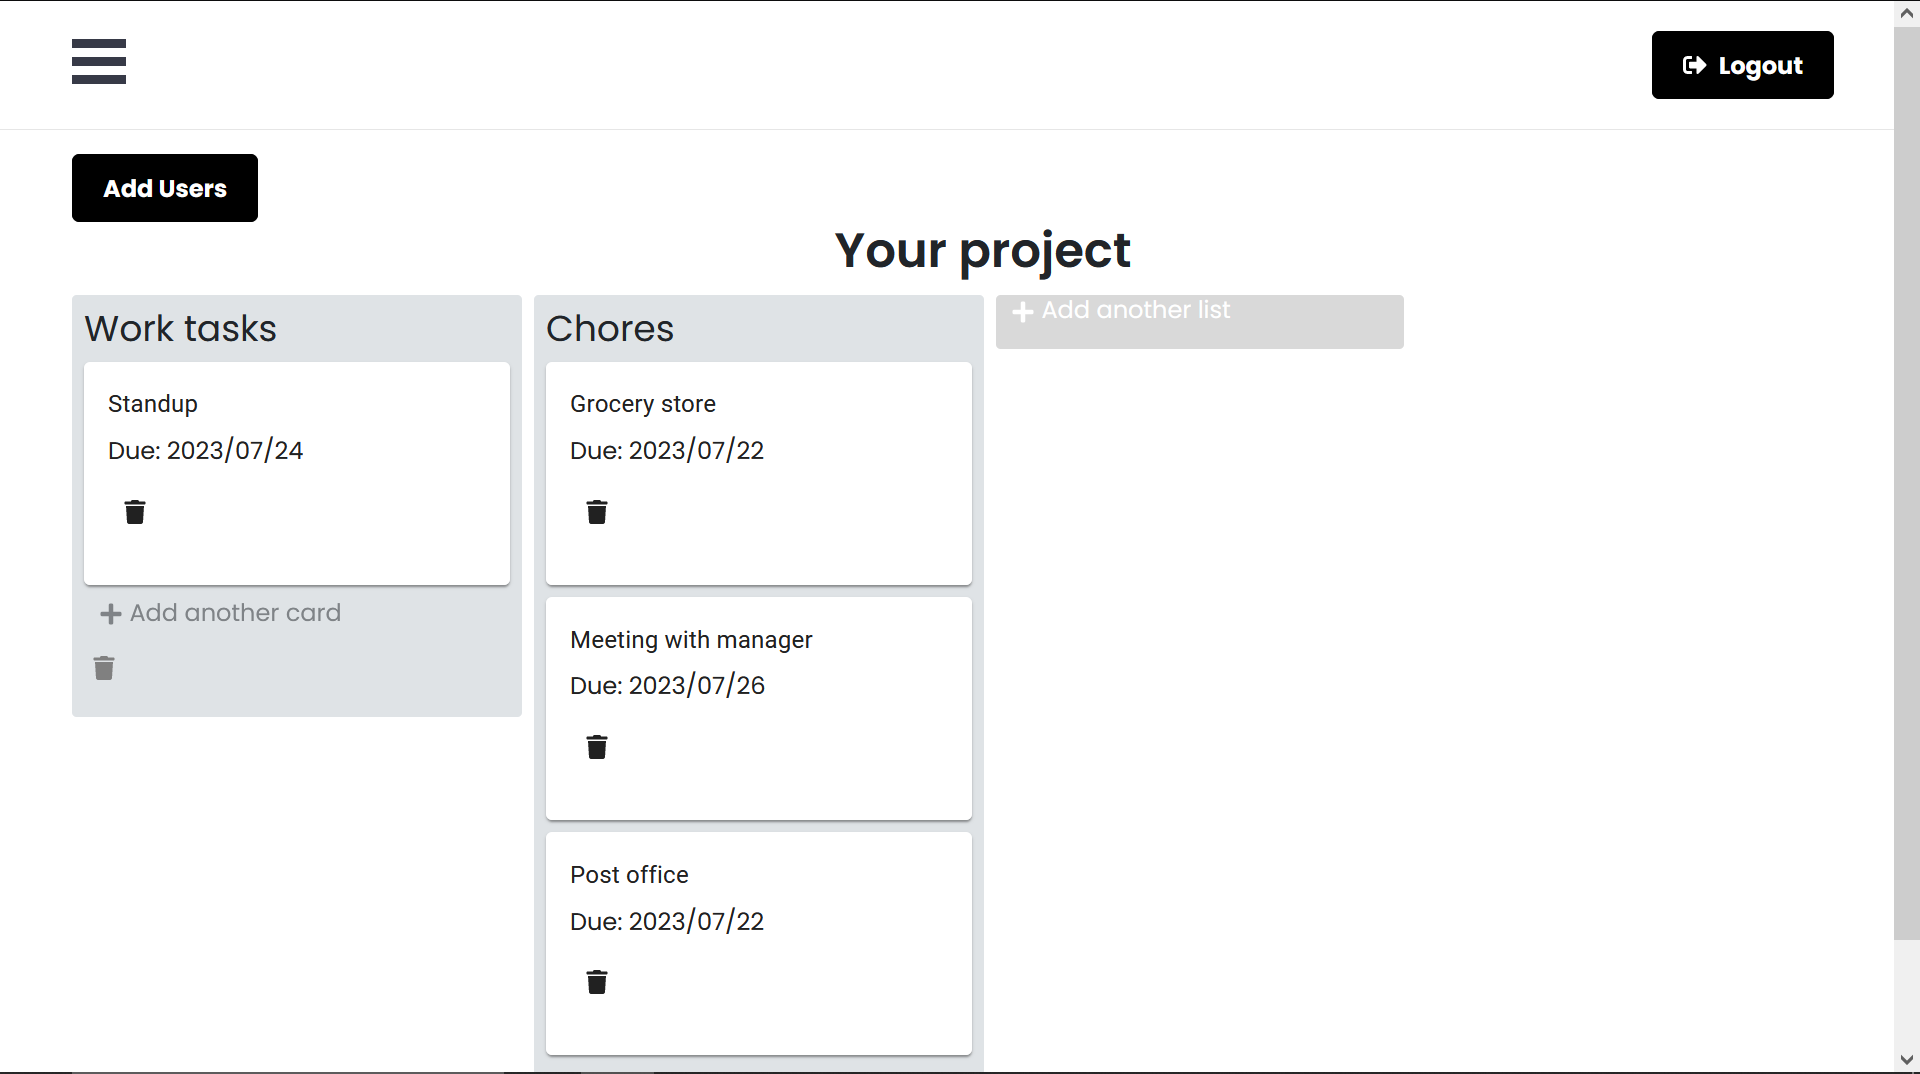 Logout
Add Users
Your project
Work tasks
Standup
Due: 2023/07/24
Add another card
Chores
Grocery store
Due: 2023/07/22
Meeting with manager
Due: 2023/07/26
Post office
Due: 2023/07/22
Add another list